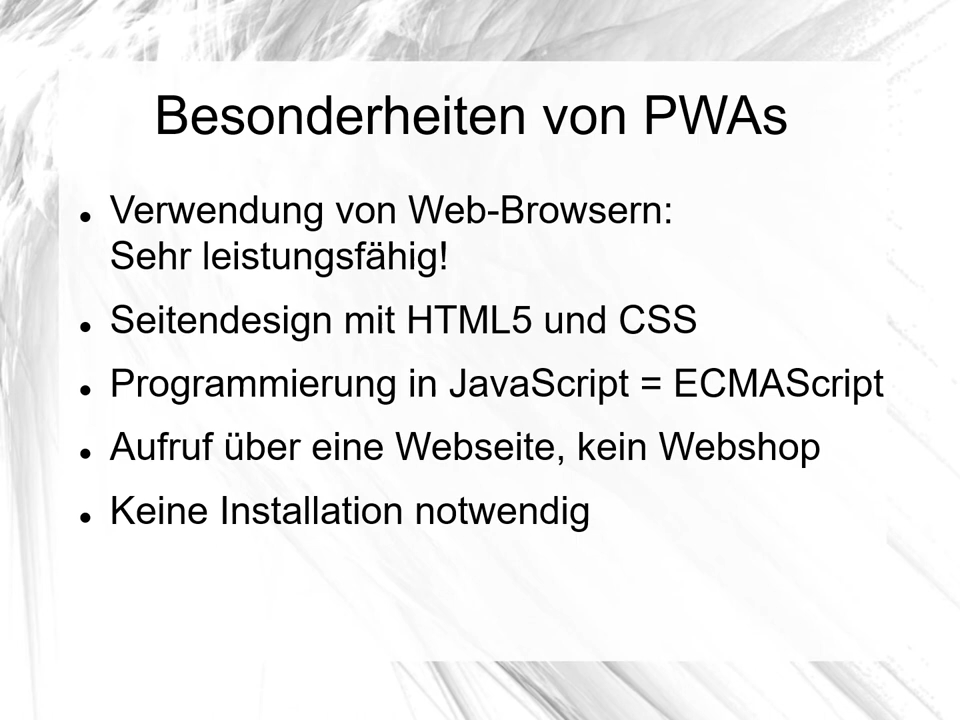 Besonderheiten von PWAs
● Verwendung von Web-Browsern:
Sehr leistungsfähig!
● Seitendesign mit HTML5 und CSS
● Programmierung in JavaScript = ECMAScript
● Aufruf über eine Webseite, kein Webshop
● Keine Installation notwendig